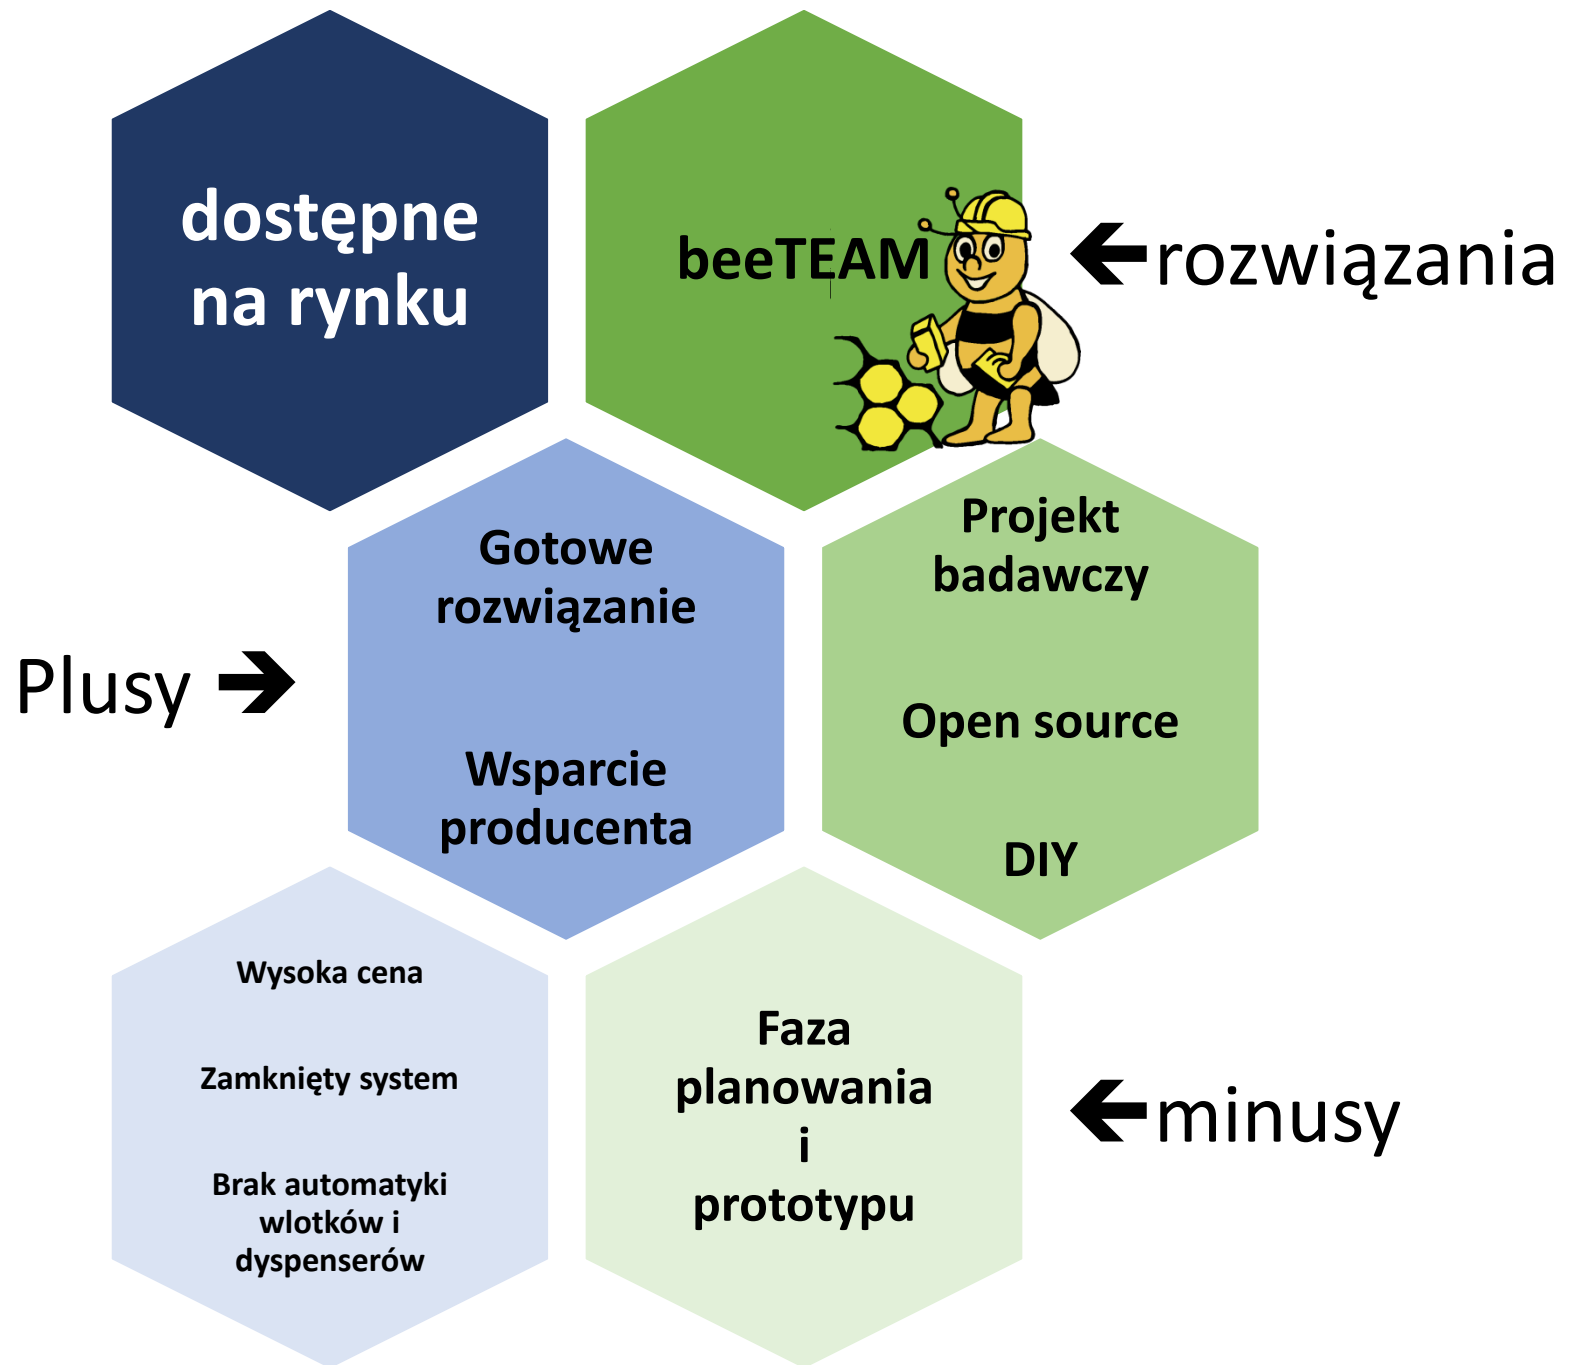 dostępne
na rynku
beeTEAM
🡸rozwiązania
Plusy 🡺
Gotowe
rozwiązanie
Wsparcie
producenta
Projekt
badawczy
Open source
DIY
Wysoka cena
Zamknięty system
Brak automatyki
wlotków i
dyspenserów
Faza
planowania
i
prototypu
🡸minusy